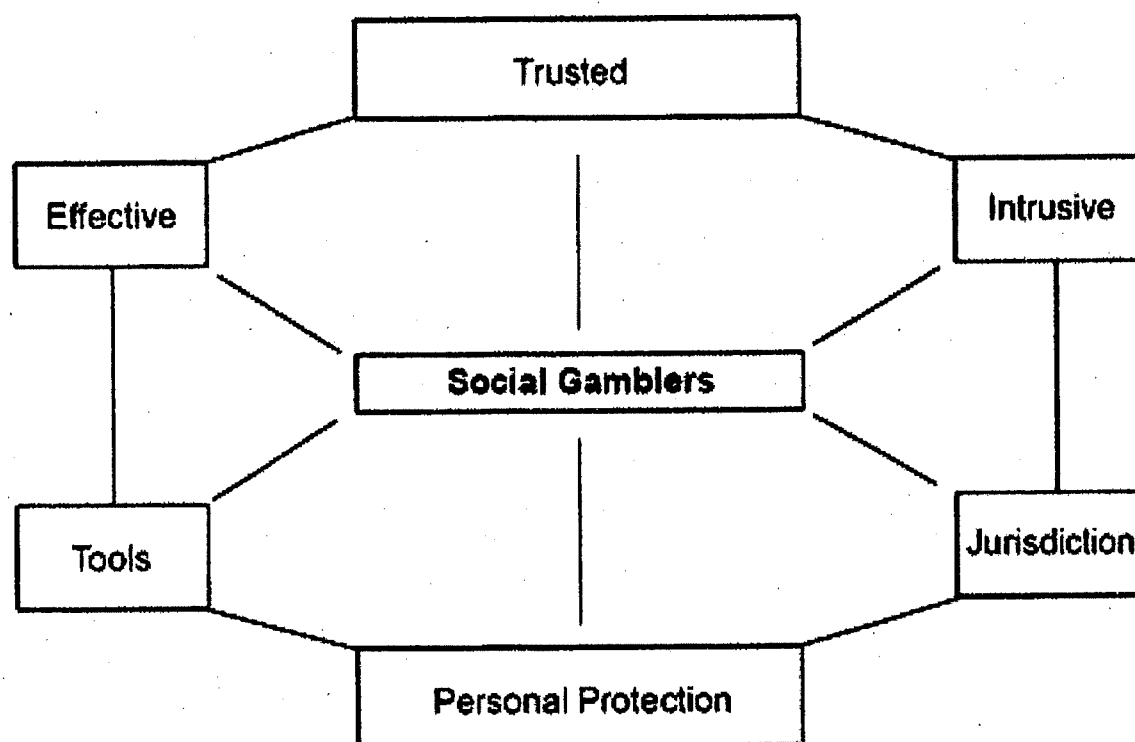 Trusted
Effective
Intrusive
Social Gamblers
Tools
Jurisdiction
Personal Protection